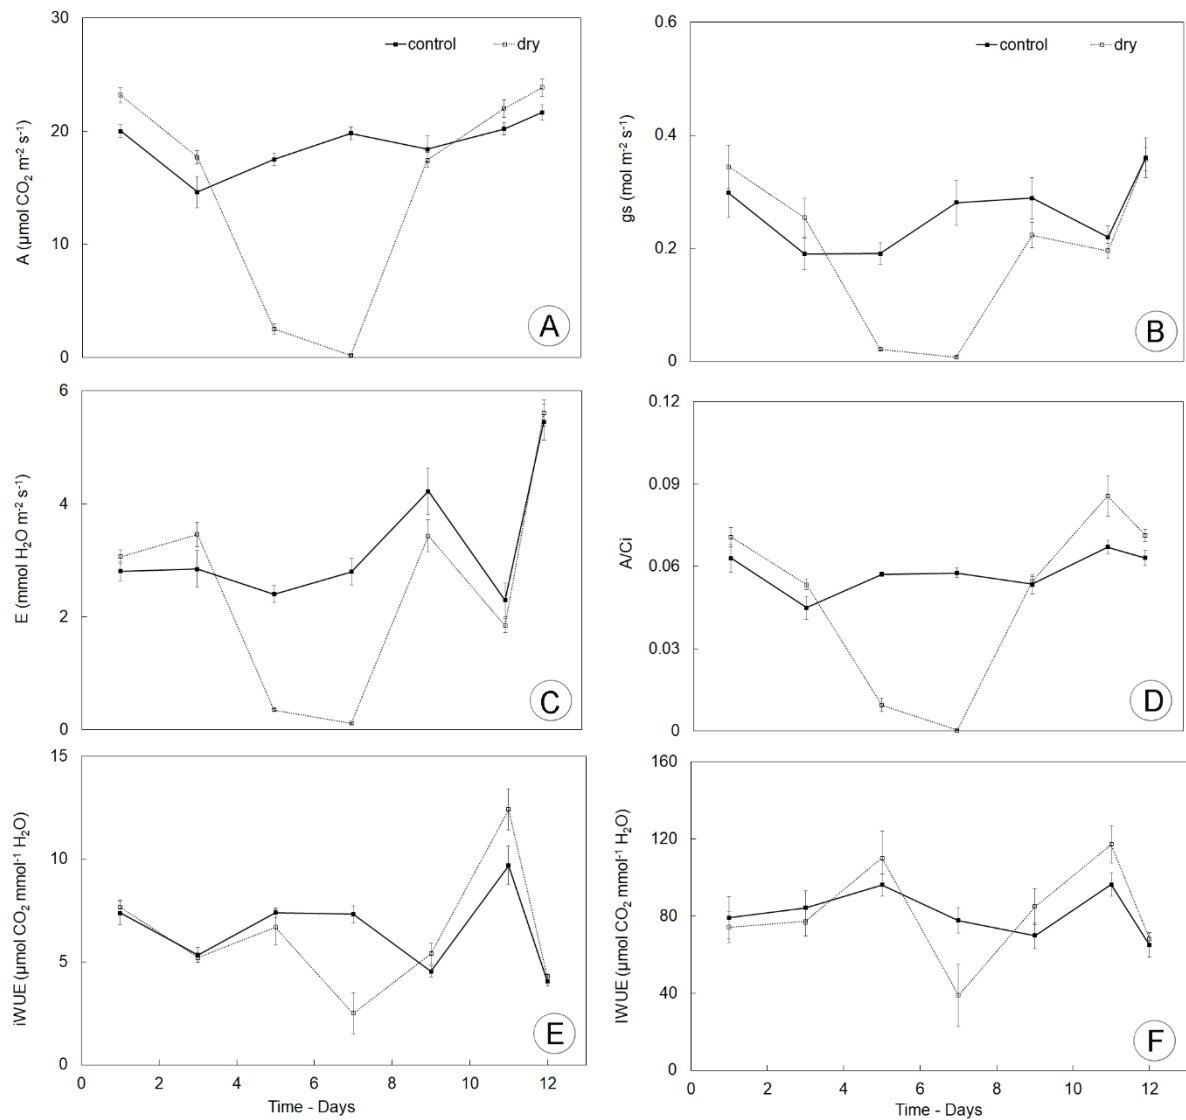 30
control
dry
20
10
0
A (µmol CO₂ m⁻² s⁻¹)
A
0.6
0.4
0.2
0
gs (mol m⁻² s⁻¹)
B
6
4
2
0
E (mmol H₂O m⁻² s⁻¹)
C
0.12
0.09
0.06
0.03
0
A/Ci
D
15
10
5
0
iWUE (µmol CO₂ mmol⁻¹ H₂O)
E
0 2 4 6 8 10 12
Time - Days
160
120
80
40
0
IWUE (µmol CO₂ mmol⁻¹ H₂O)
F
0 2 4 6 8 10 12
Time - Days